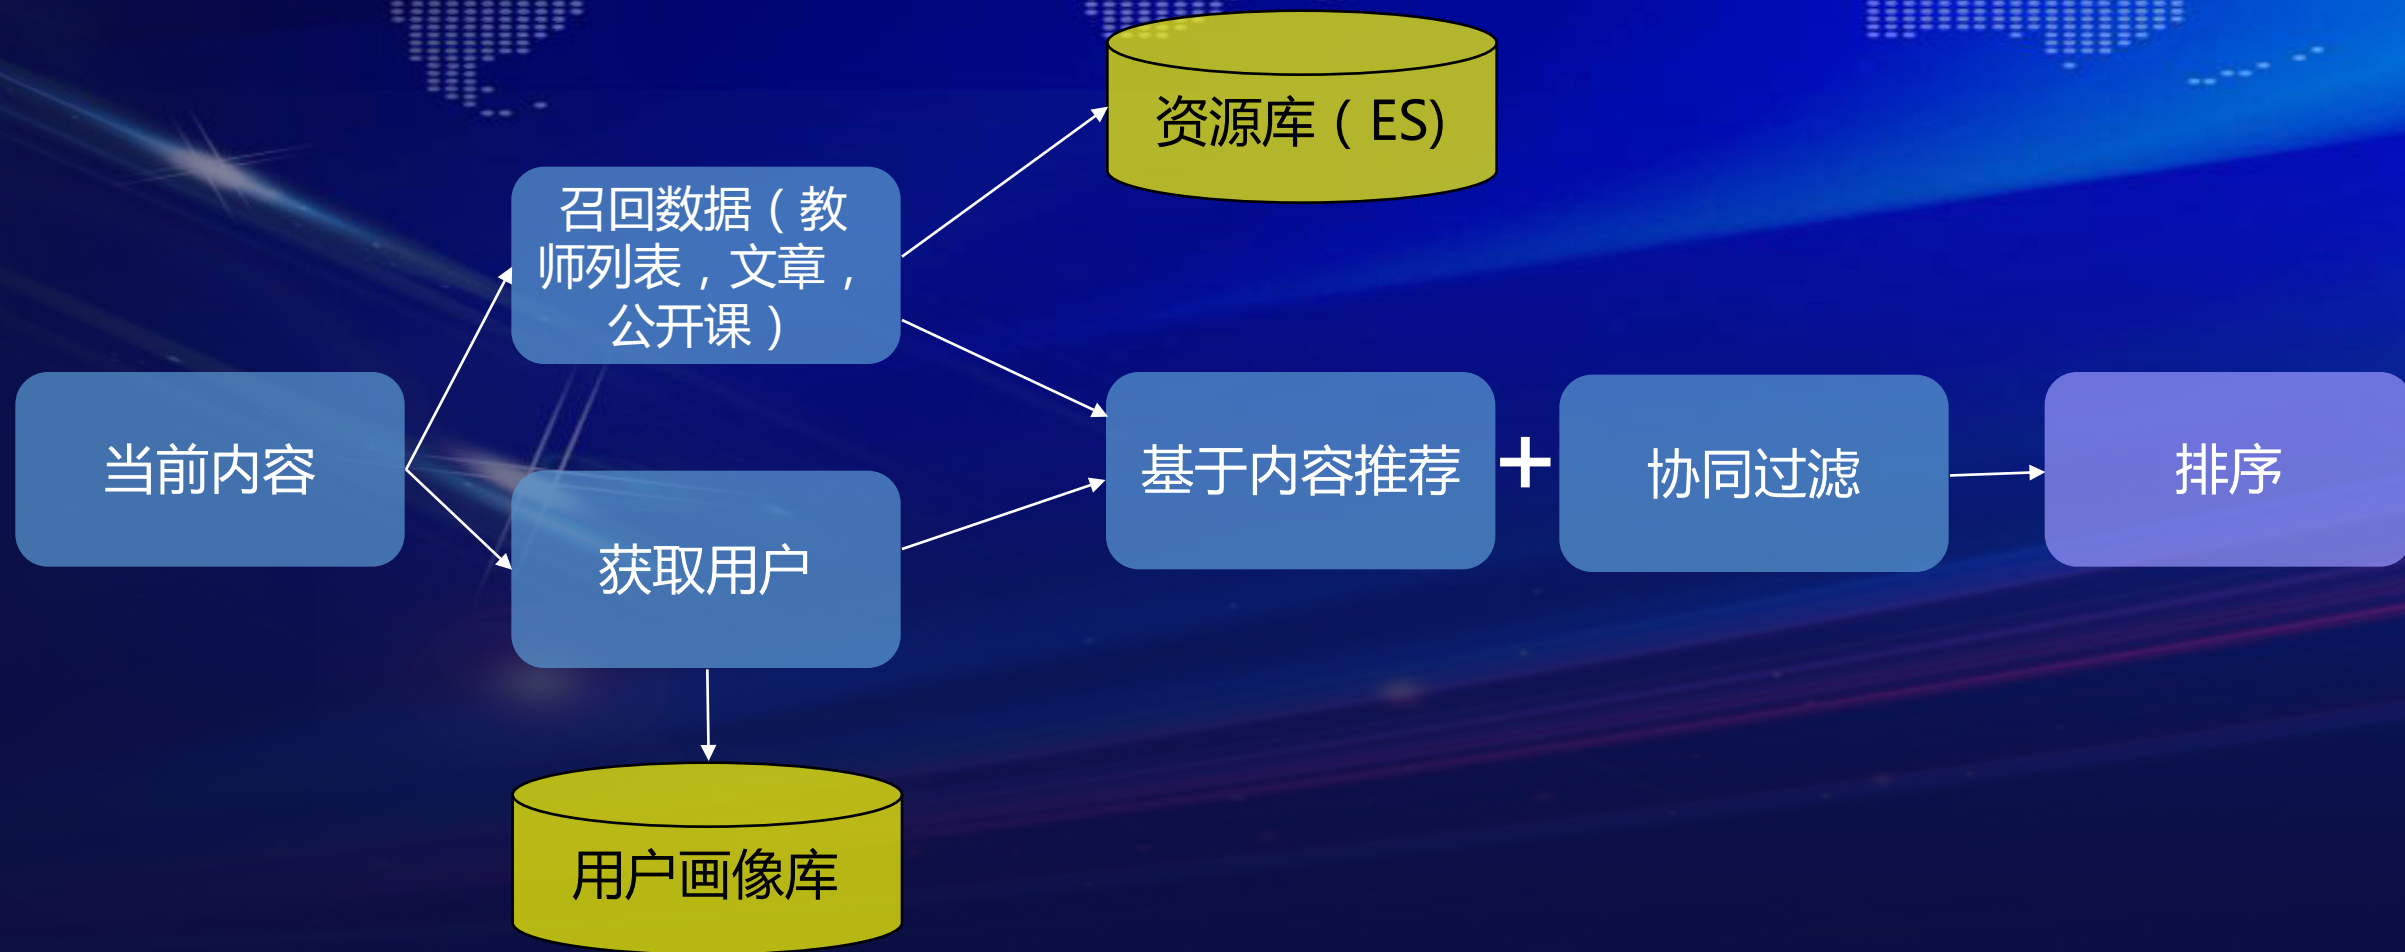 资源库（ES)
召回数据（教
师列表，文章，
公开课）
当前内容
获取用户
基于内容推荐
+
协同过滤
排序
用户画像库